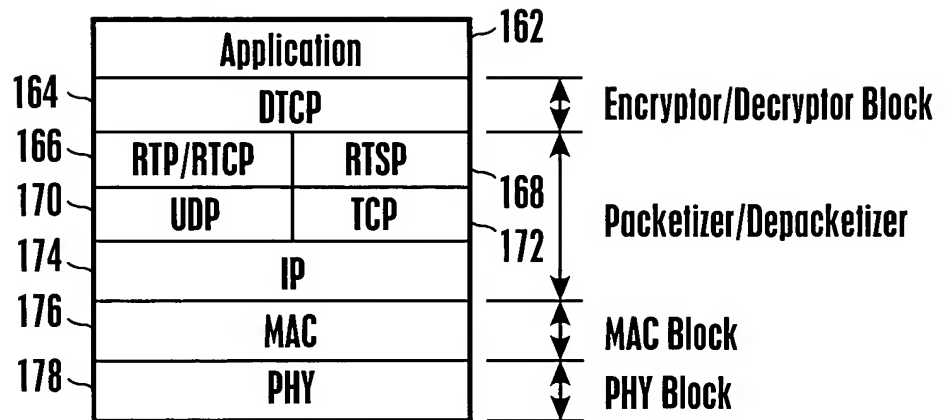 162
Application
164
DTCP
Encryptor/Decryptor Block
166
RTP/RTCP RTSP
168
170
UDP TCP
172
Packetizer/Depacketizer
174
IP
176
MAC
MAC Block
178
PHY
PHY Block